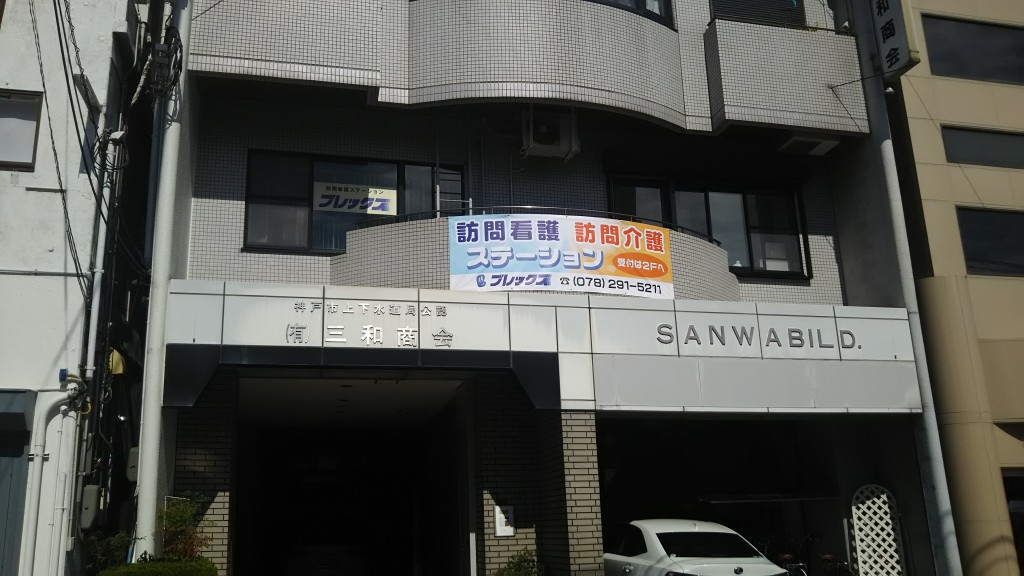 和商会
訪問看護ステーション
プレックス
訪問看護 訪問介護
ステーション 受付は2Fへ
プレックス ☎(078)291-5211
神戸市上下水道局公認
(有)三和商会
SANWABILD.